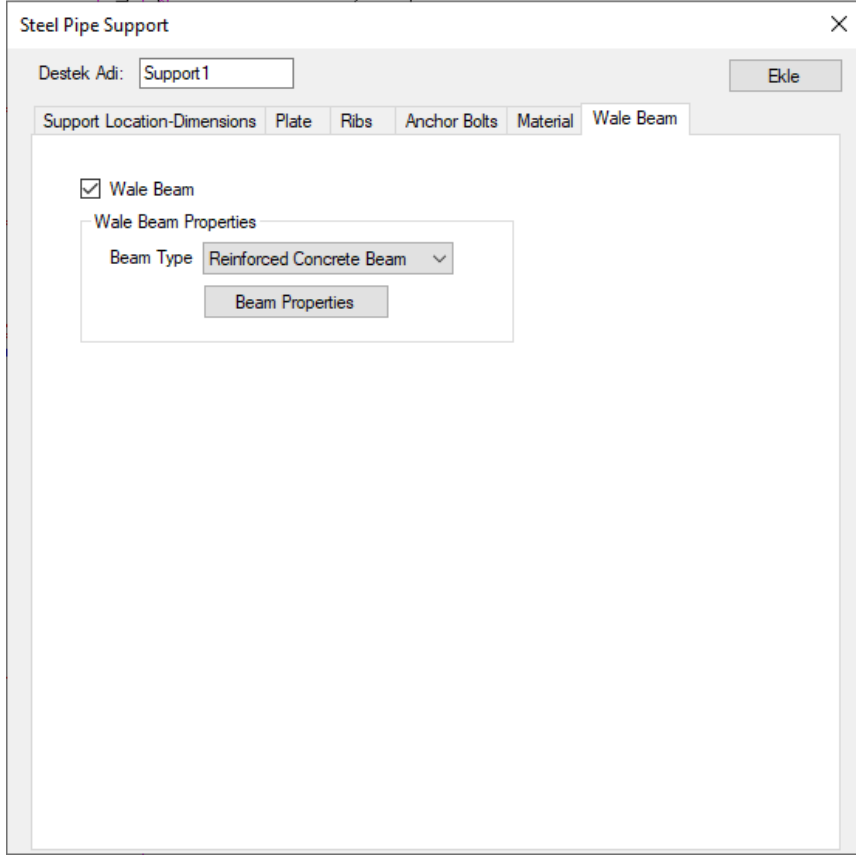 Steel Pipe Support
Destek Adi: Support1
Ekle
Support Location-Dimensions Plate Ribs Anchor Bolts Material Wale Beam
Wale Beam
Wale Beam Properties
Beam Type Reinforced Concrete Beam
Beam Properties